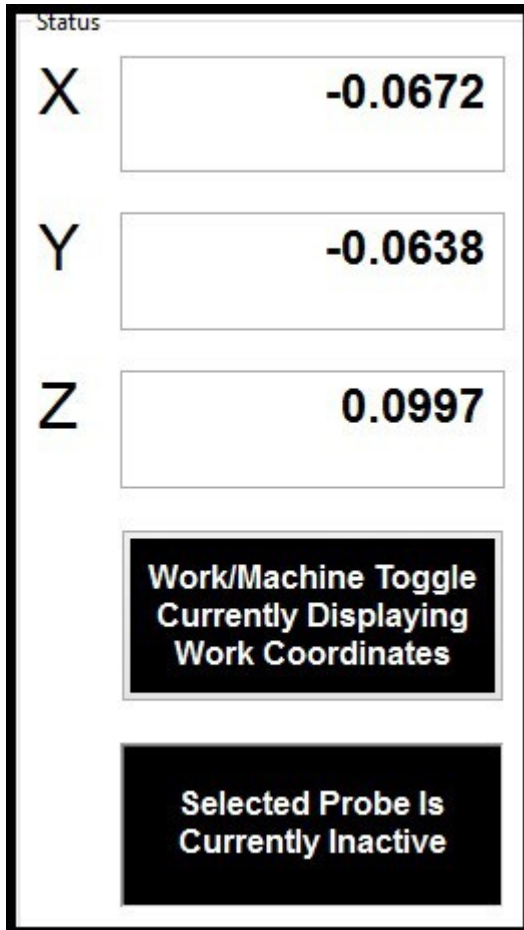 Status
X -0.0672
Y -0.0638
Z 0.0997
Work/Machine Toggle
Currently Displaying
Work Coordinates
Selected Probe Is
Currently Inactive